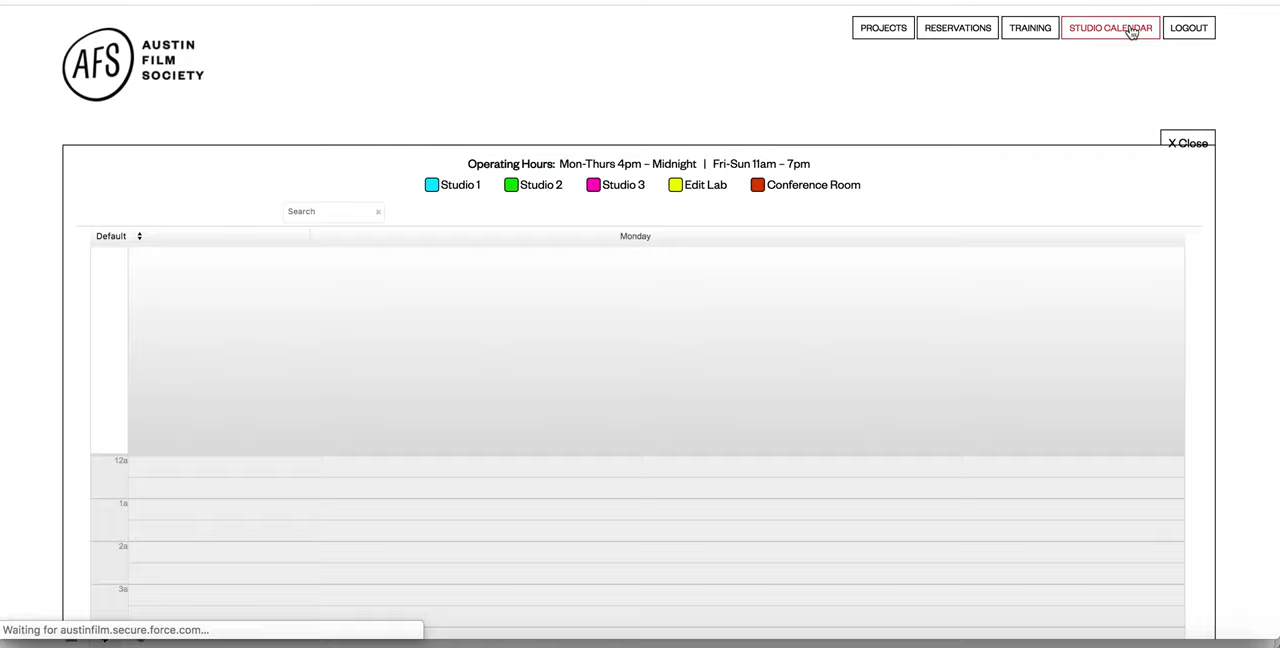 PROJECTS RESERVATIONS TRAINING STUDIO CALENDAR LOGOUT
AFS
AUSTIN
FILM
SOCIETY
X Close
Operating Hours: Mon-Thurs 4pm – Midnight | Fri-Sun 11am – 7pm
Studio 1 Studio 2 Studio 3 Edit Lab Conference Room
Search ×
Default Monday
12a
1a
2a
3a
Waiting for austinfilm.secure.force.com...